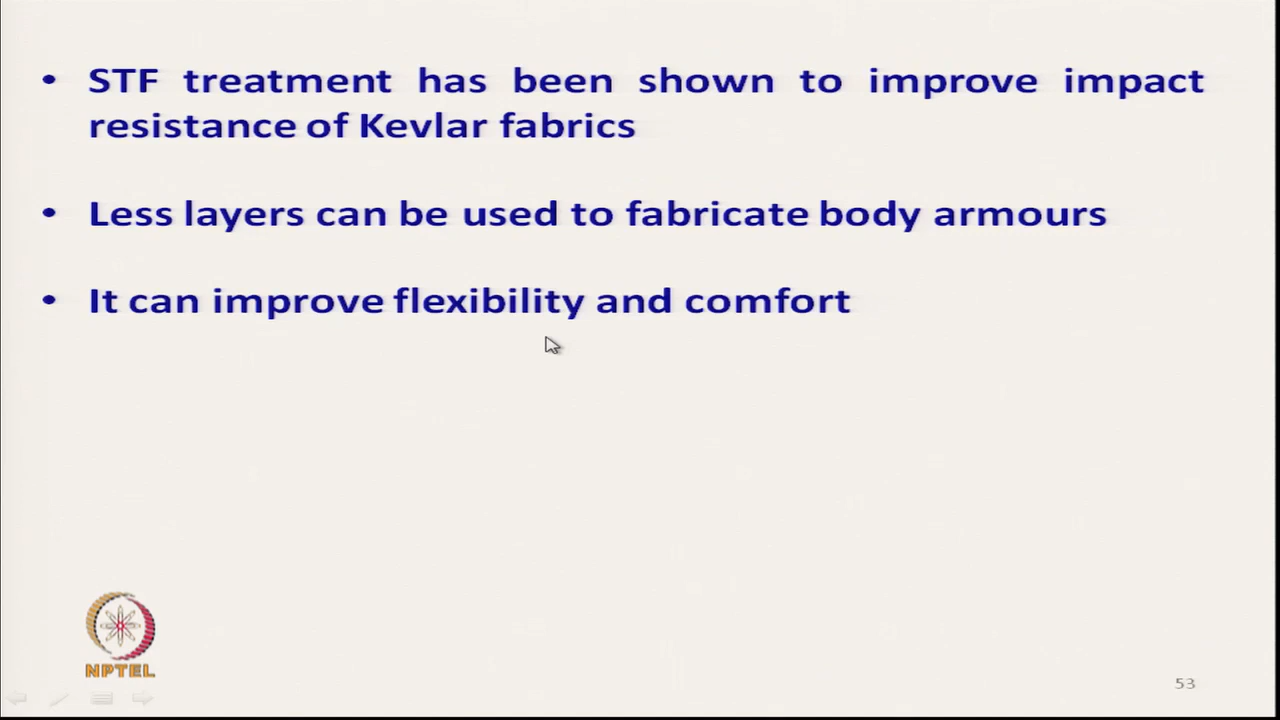 • STF treatment has been shown to improve impact
resistance of Kevlar fabrics
• Less layers can be used to fabricate body armours
• It can improve flexibility and comfort
NPTEL
53